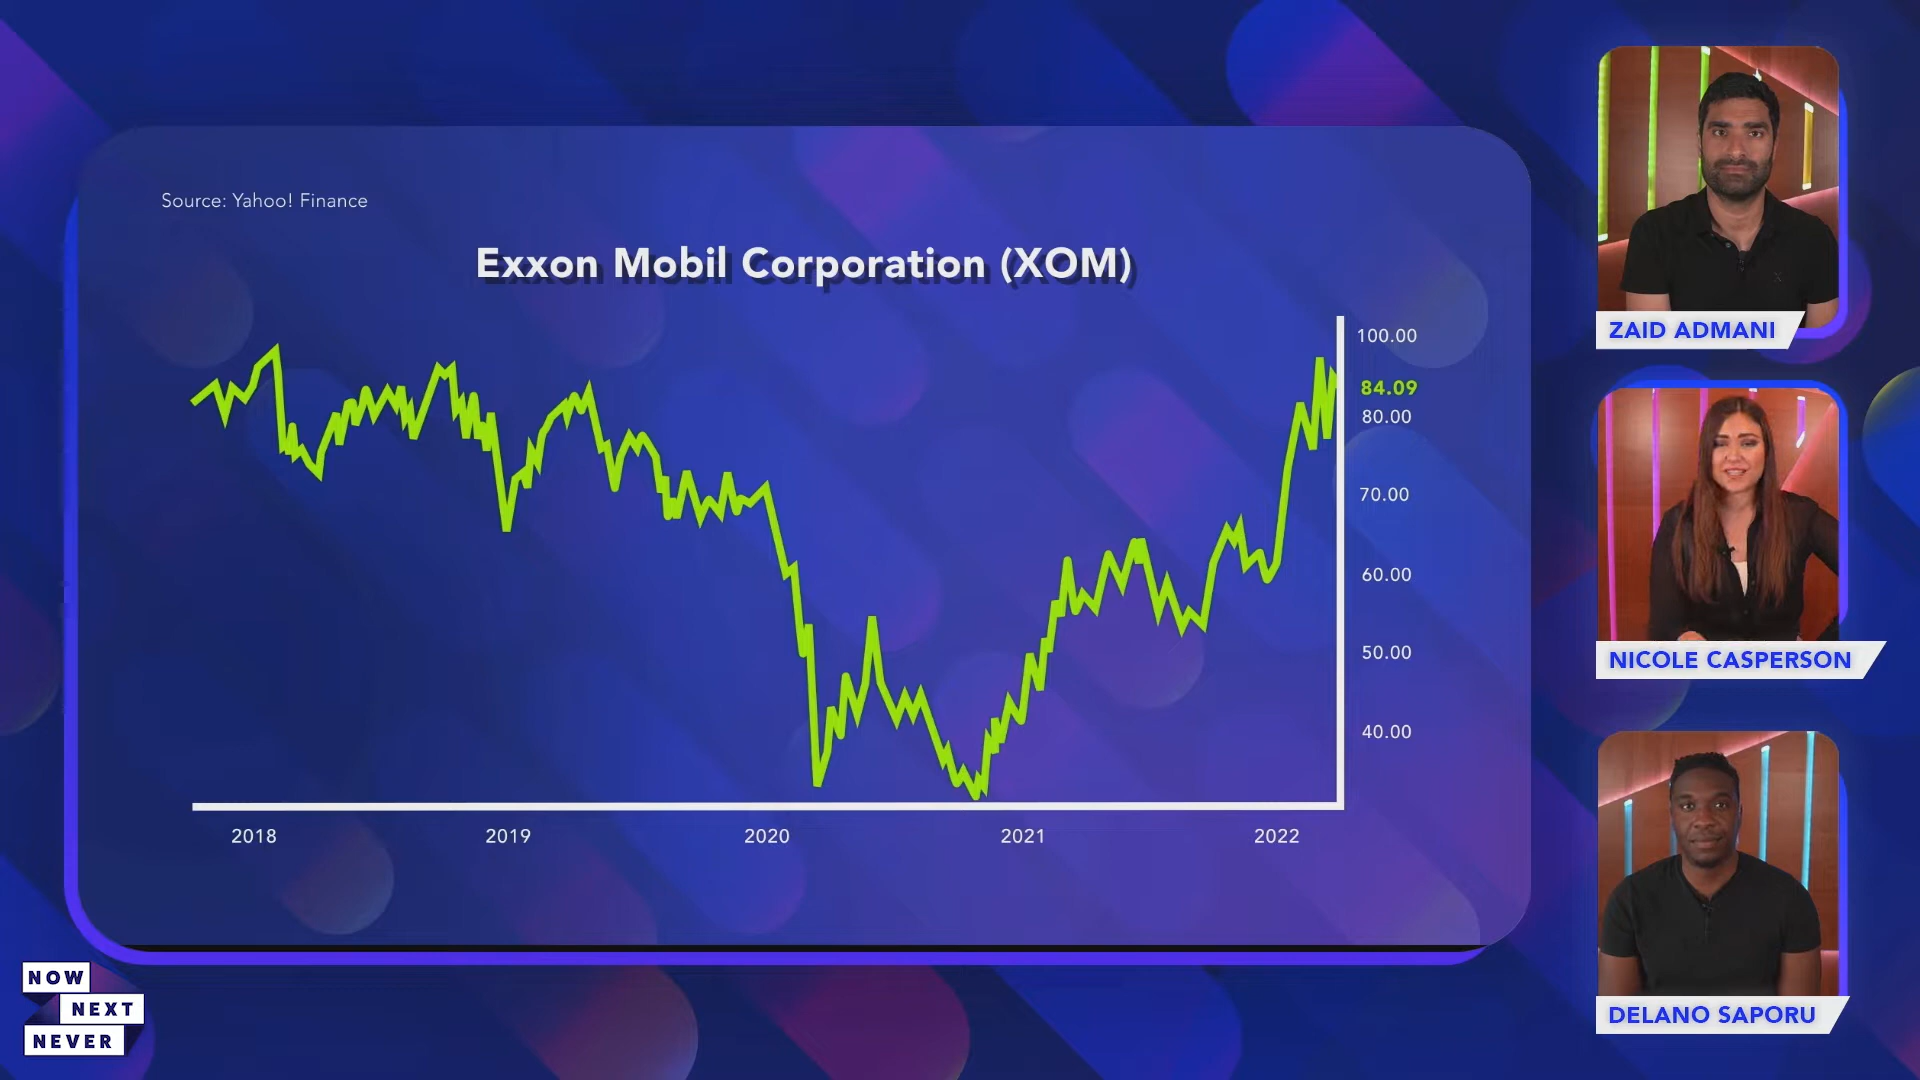 Source: Yahoo! Finance
Exxon Mobil Corporation (XOM)
100.00
84.09
80.00
70.00
60.00
50.00
40.00
2018 2019 2020 2021 2022
ZAID ADMANI
NICOLE CASPERSON
DELANO SAPORU
NOW
NEXT
NEVER